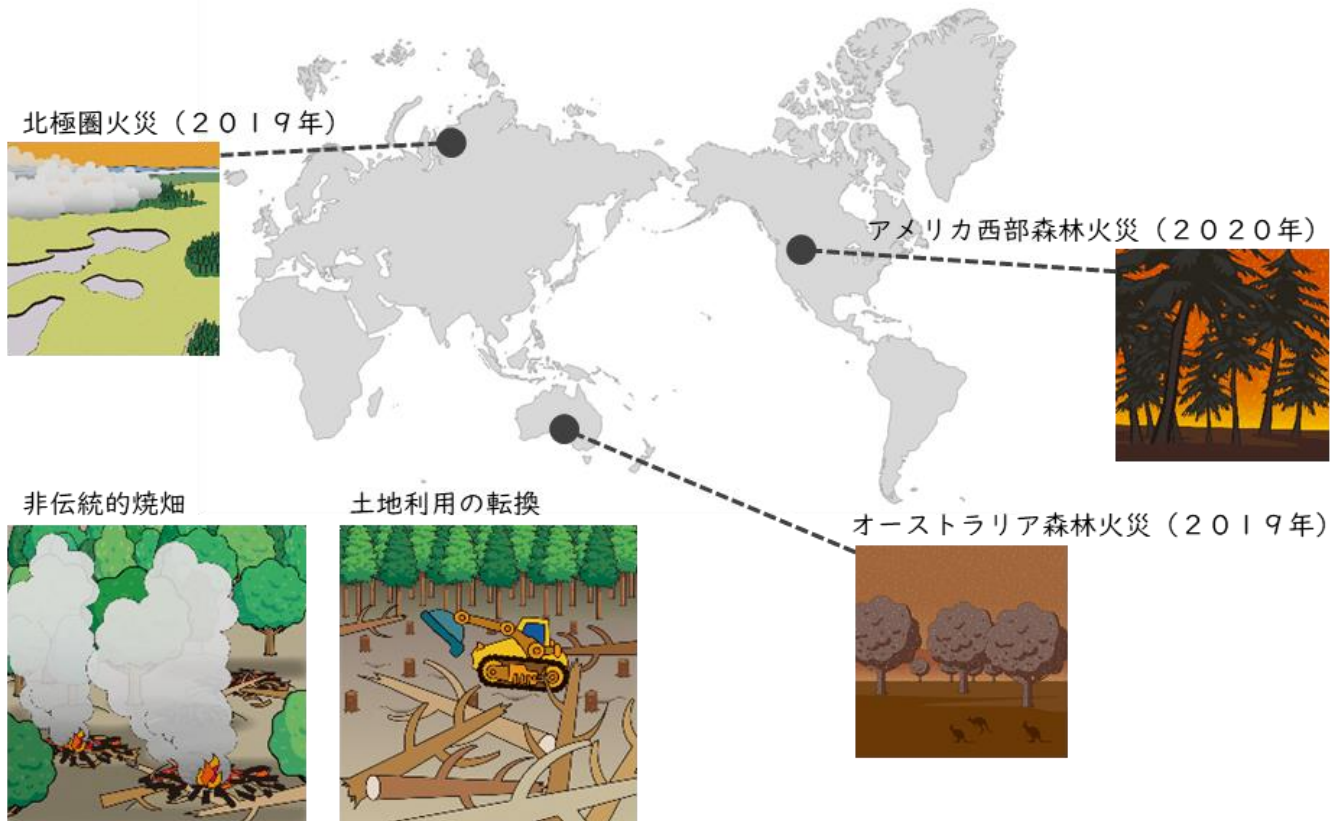 北極圏火災（２０１９年）
アメリカ西部森林火災（２０２０年）
非伝統的焼畑
土地利用の転換
オーストラリア森林火災（２０１９年）